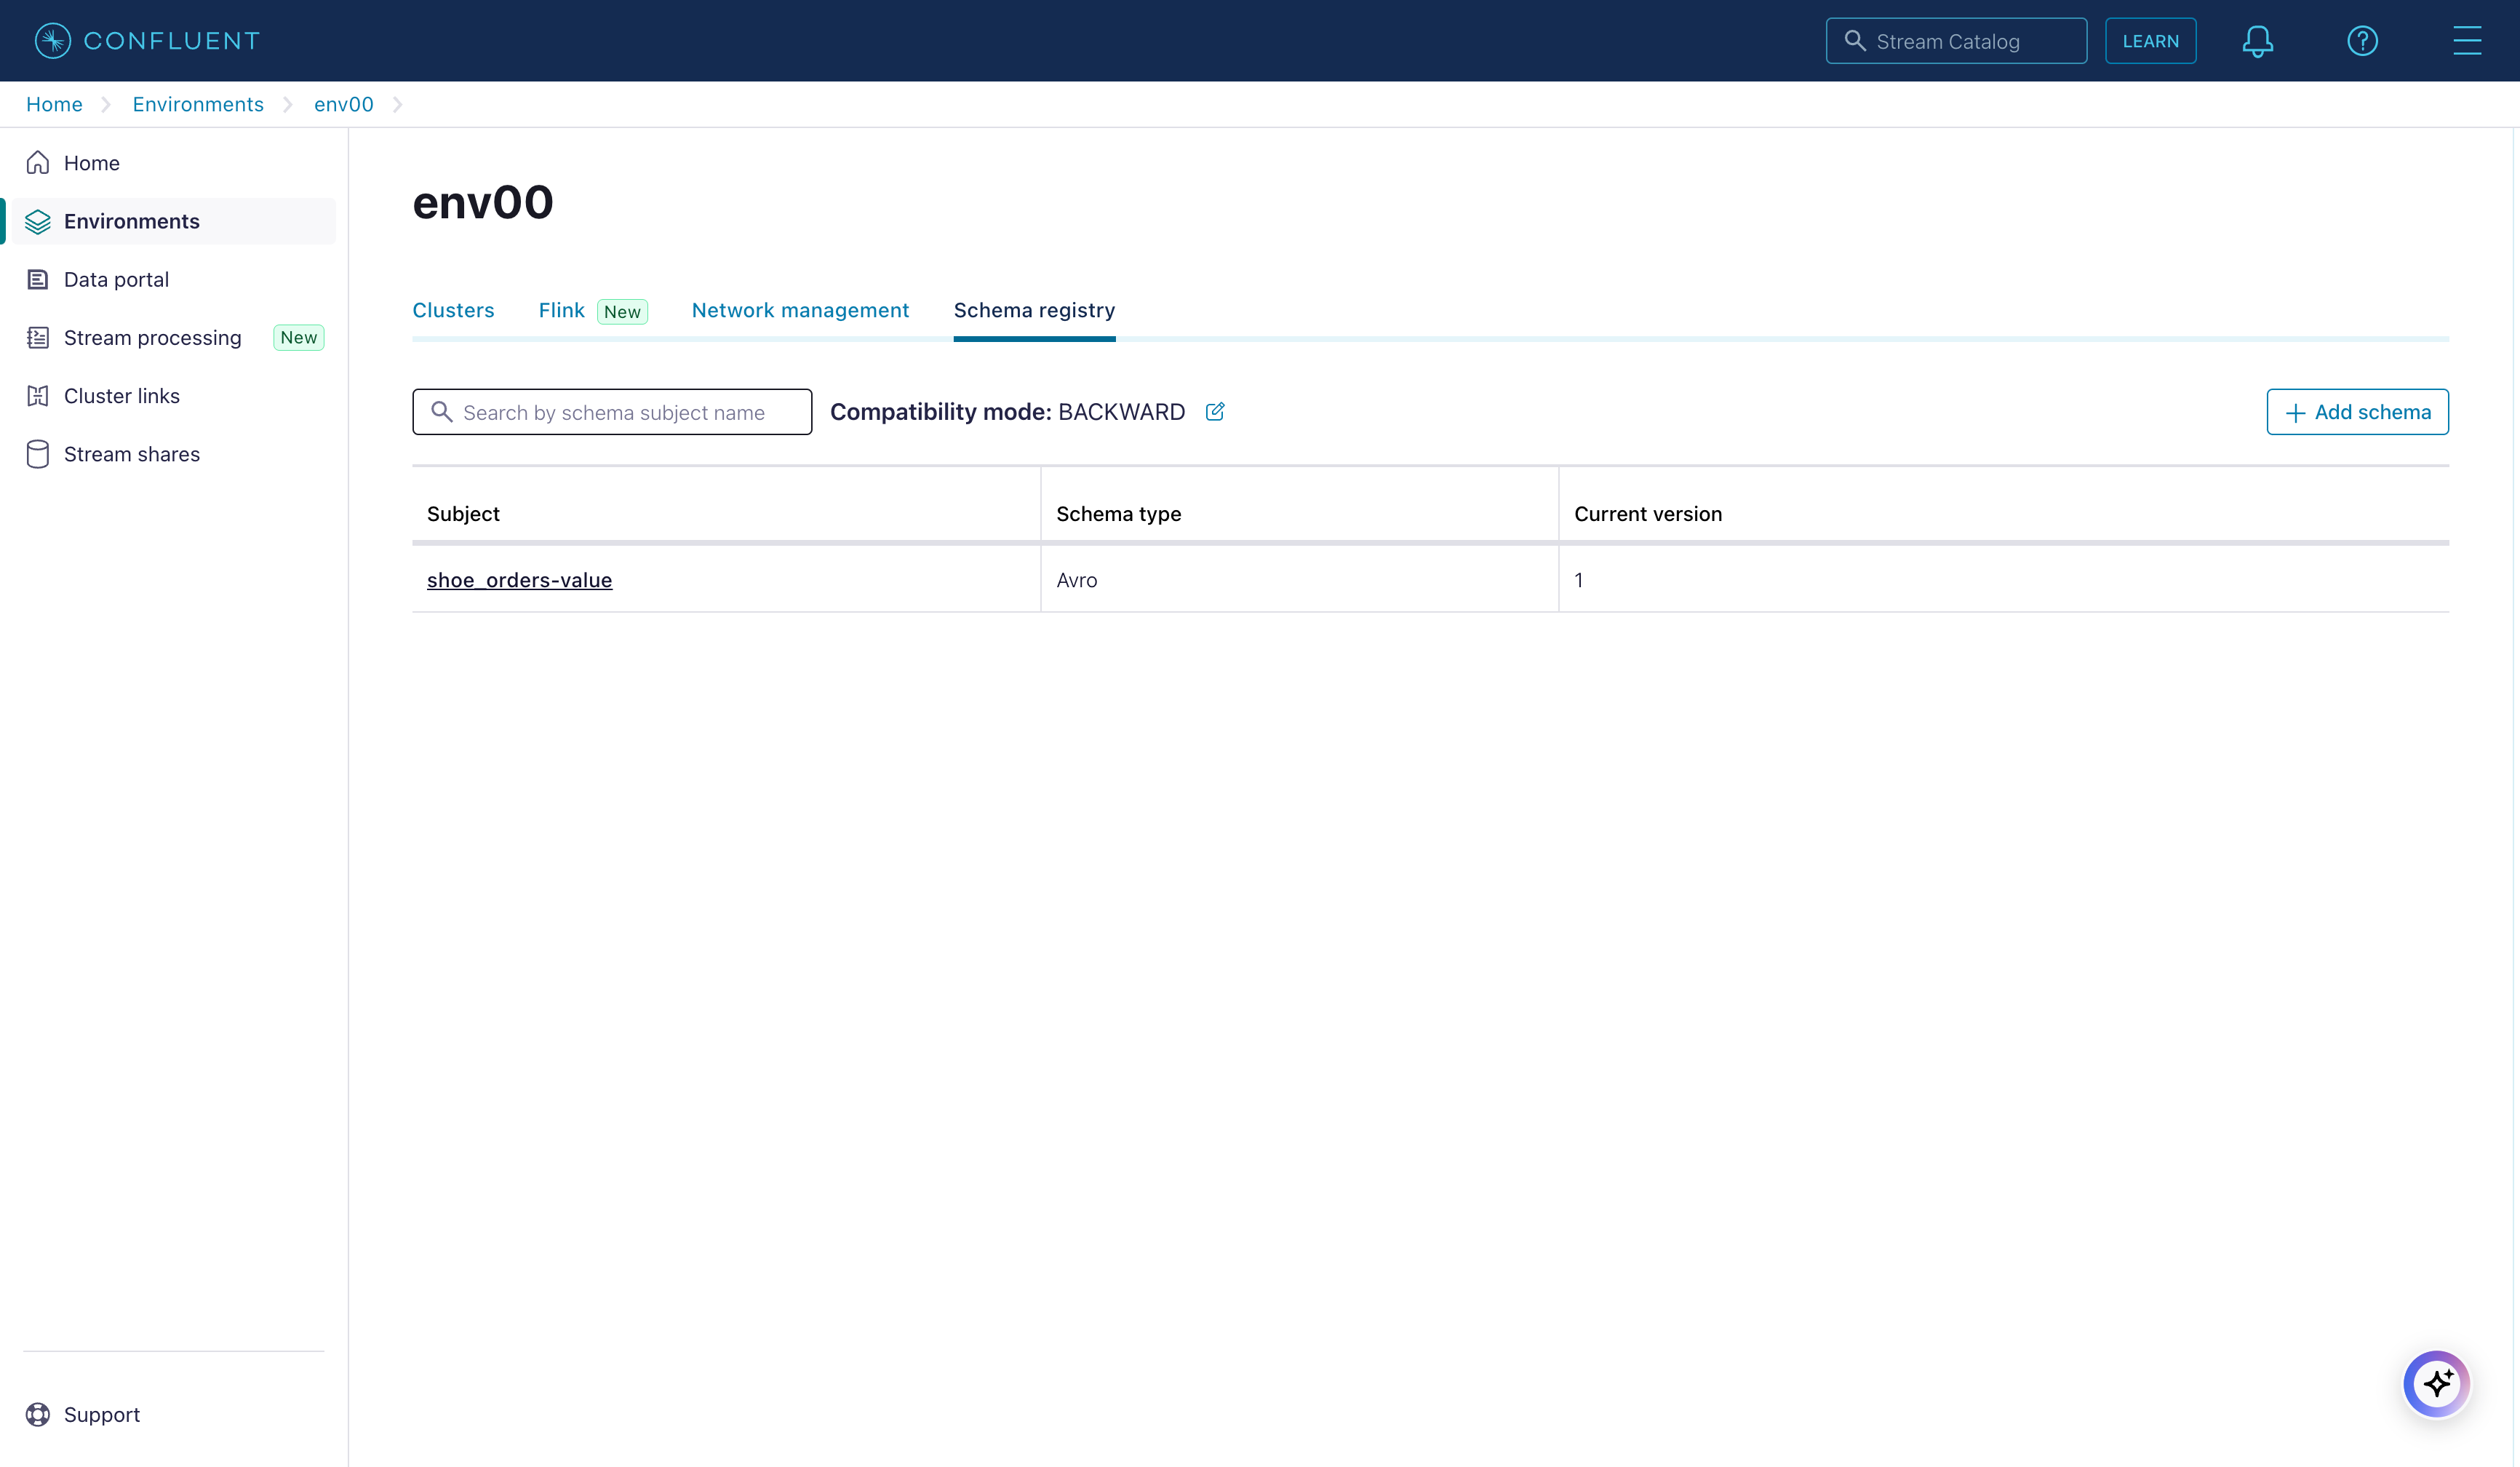 CONFLUENT
Stream Catalog
LEARN
Home
Environments
env00
Home
Environments
Data portal
Stream processing New
Cluster links
Stream shares
Support
env00
Clusters
Flink New
Network management
Schema registry
Search by schema subject name
Compatibility mode: BACKWARD
Add schema
Subject
Schema type
Current version
shoe_orders-value
Avro
1